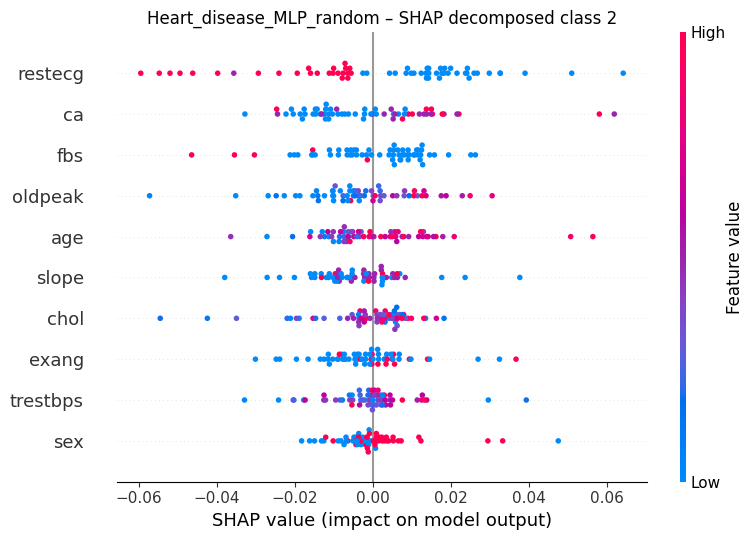 Heart_disease_MLP_random – SHAP decomposed class 2
High
restecg
ca
fbs
oldpeak
age
slope
chol
exang
trestbps
sex
Feature value
Low
−0.06 −0.04 −0.02 0.00 0.02 0.04 0.06
SHAP value (impact on model output)